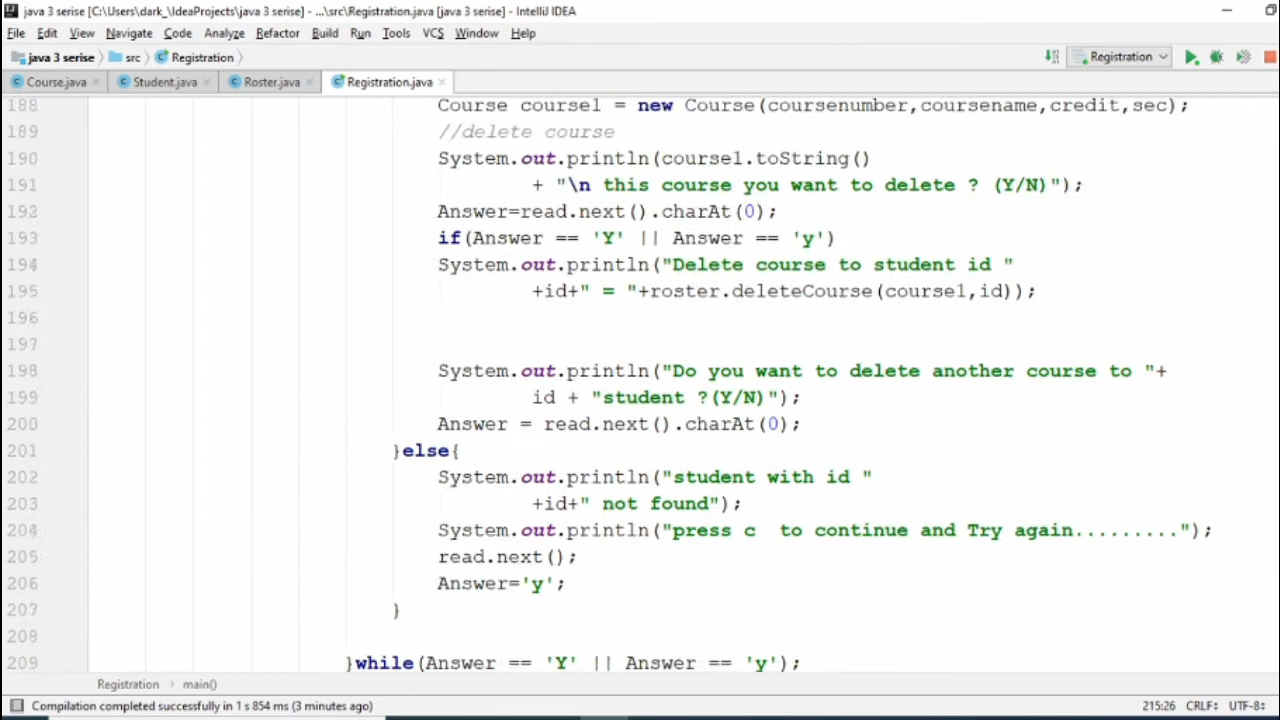 java 3 serise [C:\Users\dark_\IdeaProjects\java 3 serise] - ...\src\Registration.java [java 3 serise] - IntelliJ IDEA
File Edit View Navigate Code Analyze Refactor Build Run Tools VCS Window Help
java 3 serise src Registration Registration
Course.java Student.java Roster.java Registration.java
188 Course course1 = new Course(coursenumber,coursename,credit,sec);
189 //delete course
190 System.out.println(course1.toString()
191 + "\n this course you want to delete ? (Y/N)");
192 Answer=read.next().charAt(0);
193 if(Answer == 'Y' || Answer == 'y')
194 System.out.println("Delete course to student id "
195 +id+" = "+roster.deleteCourse(course1,id));
196
197
198 System.out.println("Do you want to delete another course to "+
199 id + "student ?(Y/N)");
200 Answer = read.next().charAt(0);
201 }else{
202 System.out.println("student with id "
203 +id+" not found");
204 System.out.println("press c  to continue and Try again.........");
205 read.next();
206 Answer='y';
207 }
208
209 }while(Answer == 'Y' || Answer == 'y');
Registration main()
Compilation completed successfully in 1 s 854 ms (3 minutes ago) 215:26 CRLF UTF-8